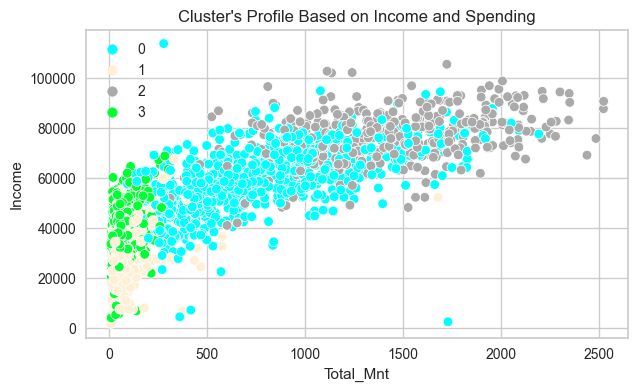 Cluster's Profile Based on Income and Spending
0
1
2
3
100000
80000
60000
40000
20000
0
Income
0 500 1000 1500 2000 2500
Total_Mnt